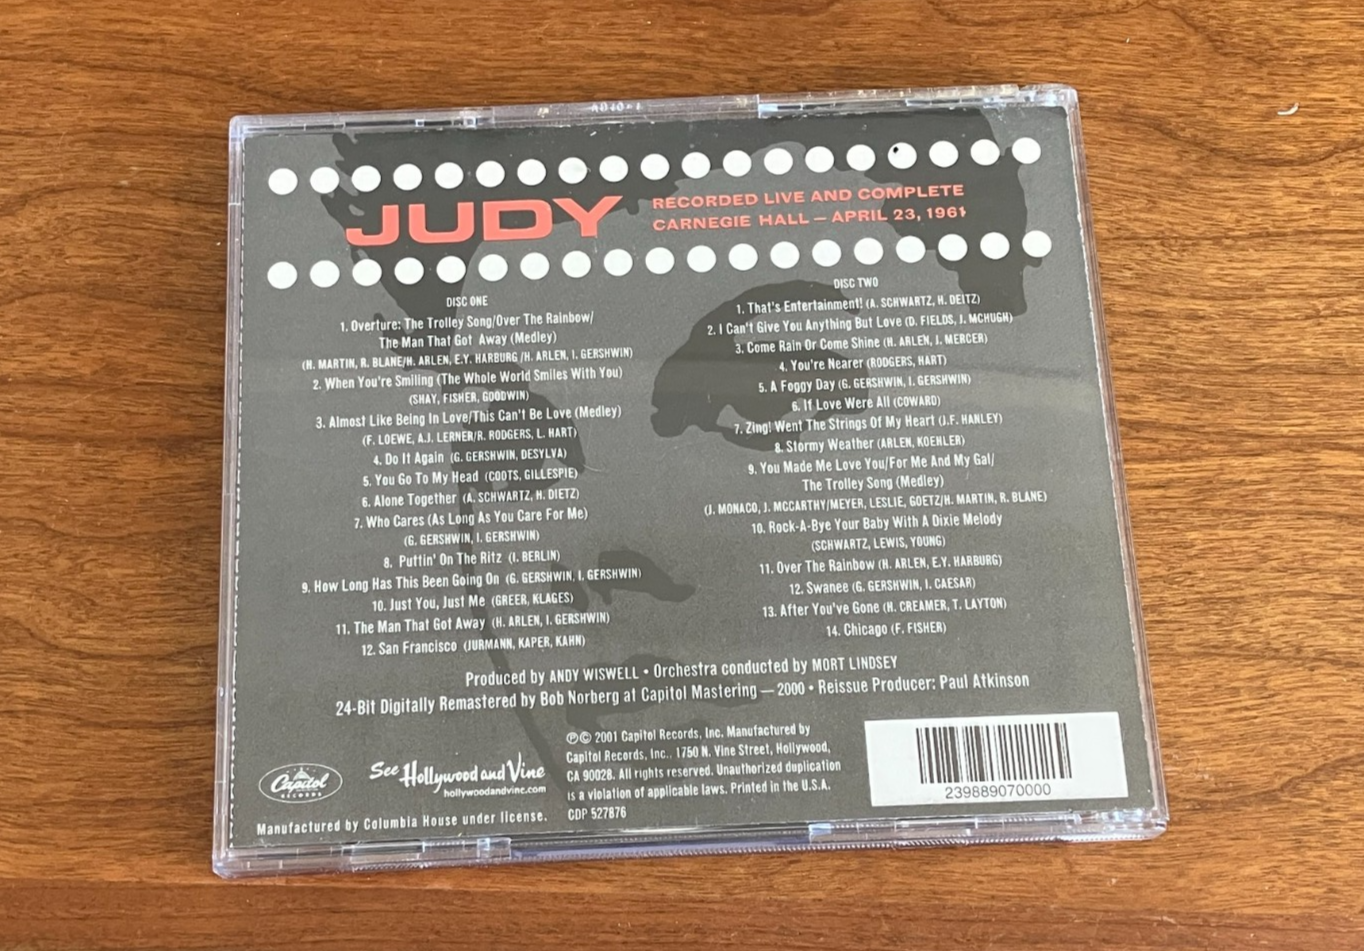 JUDY
RECORDED LIVE AND COMPLETE
CARNEGIE HALL — APRIL 23, 1961
DISC ONE
1. Overture: The Trolley Song/Over The Rainbow/
The Man That Got Away (Medley)
(H. MARTIN, R. BLANE/H. ARLEN, E.Y. HARBURG/H. ARLEN, I. GERSHWIN)
2. When You're Smiling (The Whole World Smiles With You)
(SHAY, FISHER, GOODWIN)
3. Almost Like Being In Love/This Can't Be Love (Medley)
(F. LOEWE, A.J. LERNER/R. RODGERS, L. HART)
4. Do It Again (G. GERSHWIN, DESYLVA)
5. You Go To My Head (COOTS, GILLESPIE)
6. Alone Together (A. SCHWARTZ, H. DIETZ)
7. Who Cares (As Long As You Care For Me)
(G. GERSHWIN, I. GERSHWIN)
8. Puttin' On The Ritz (I. BERLIN)
9. How Long Has This Been Going On (G. GERSHWIN, I. GERSHWIN)
10. Just You, Just Me (GREER, KLAGES)
11. The Man That Got Away (H. ARLEN, I. GERSHWIN)
12. San Francisco (JURMANN, KAPER, KAHN)
DISC TWO
1. That's Entertainment! (A. SCHWARTZ, H. DEITZ)
2. I Can't Give You Anything But Love (D. FIELDS, J. MCHUGH)
3. Come Rain Or Come Shine (H. ARLEN, J. MERCER)
4. You're Nearer (RODGERS, HART)
5. A Foggy Day (G. GERSHWIN, I. GERSHWIN)
6. If Love Were All (COWARD)
7. Zing! Went The Strings Of My Heart (J.F. HANLEY)
8. Stormy Weather (ARLEN, KOEHLER)
9. You Made Me Love You/For Me And My Gal/
The Trolley Song (Medley)
(J. MONACO, J. MCCARTHY/MEYER, LESLIE, GOETZ/H. MARTIN, R. BLANE)
10. Rock-A-Bye Your Baby With A Dixie Melody
(SCHWARTZ, LEWIS, YOUNG)
11. Over The Rainbow (H. ARLEN, E.Y. HARBURG)
12. Swanee (G. GERSHWIN, I. CAESAR)
13. After You've Gone (H. CREAMER, T. LAYTON)
14. Chicago (F. FISHER)
Produced by ANDY WISWELL • Orchestra conducted by MORT LINDSEY
24-Bit Digitally Remastered by Bob Norberg at Capitol Mastering — 2000 • Reissue Producer: Paul Atkinson
Capitol
RECORDS
See Hollywood and Vine
hollywoodandvine.com
Manufactured by Columbia House under license.
℗© 2001 Capitol Records, Inc. Manufactured by
Capitol Records, Inc., 1750 N. Vine Street, Hollywood,
CA 90028. All rights reserved. Unauthorized duplication
is a violation of applicable laws. Printed in the U.S.A.
CDP 527876
239889070000